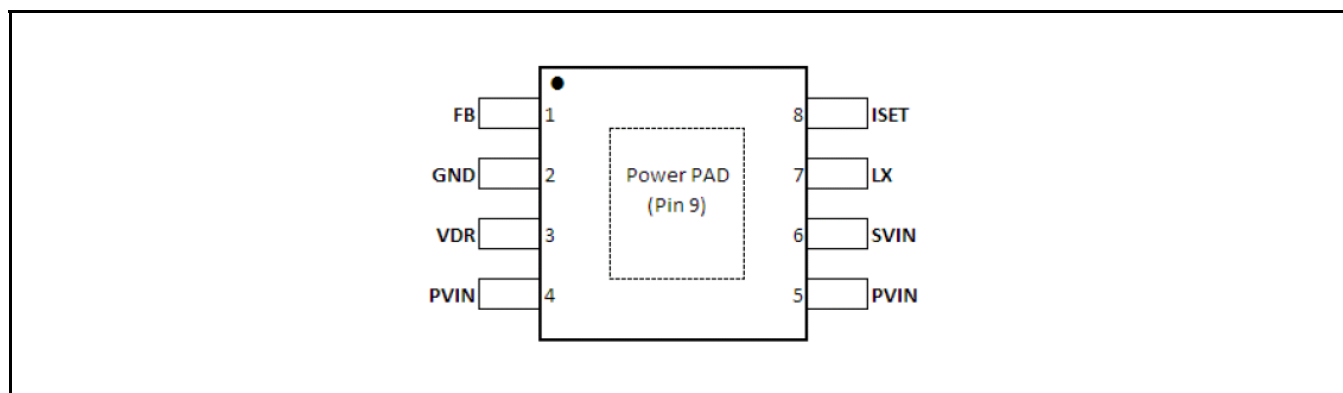 FB 1 8 ISET
GND 2 Power PAD 7 LX
(Pin 9)
VDR 3 6 SVIN
PVIN 4 5 PVIN